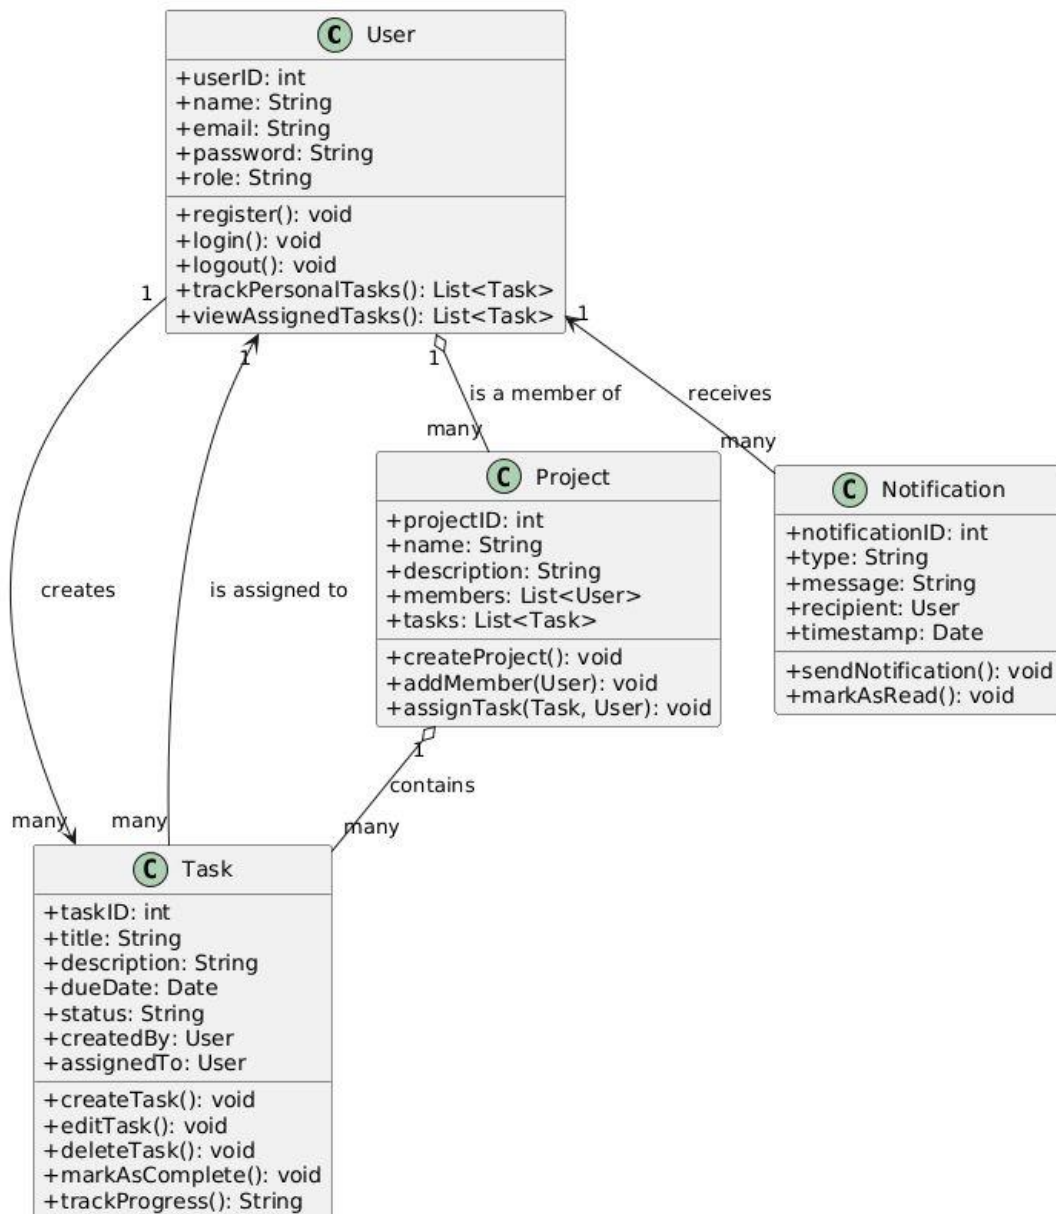 C User
+userID: int
+name: String
+email: String
+password: String
+role: String
+register(): void
+login(): void
+logout(): void
+trackPersonalTasks(): List<Task>
+viewAssignedTasks(): List<Task>
1
1
1
1
is a member of
receives
many
many
C Project
+projectID: int
+name: String
+description: String
+members: List<User>
+tasks: List<Task>
+createProject(): void
+addMember(User): void
+assignTask(Task, User): void
C Notification
+notificationID: int
+type: String
+message: String
+recipient: User
+timestamp: Date
+sendNotification(): void
+markAsRead(): void
creates
is assigned to
1
contains
many
many
many
C Task
+taskID: int
+title: String
+description: String
+dueDate: Date
+status: String
+createdBy: User
+assignedTo: User
+createTask(): void
+editTask(): void
+deleteTask(): void
+markAsComplete(): void
+trackProgress(): String